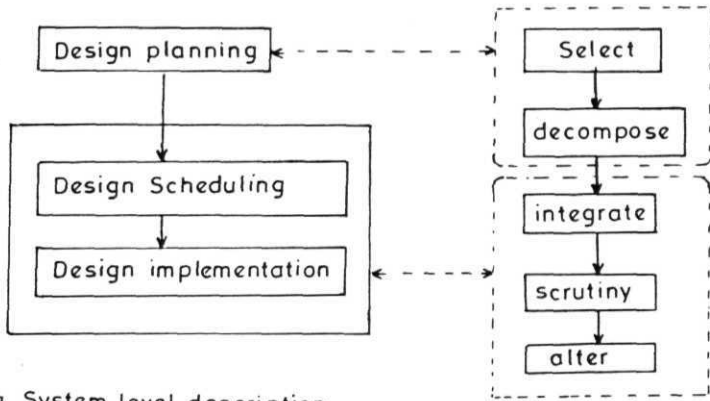 Design planning
Select
decompose
Design Scheduling
integrate
Design implementation
scrutiny
alter
System level description